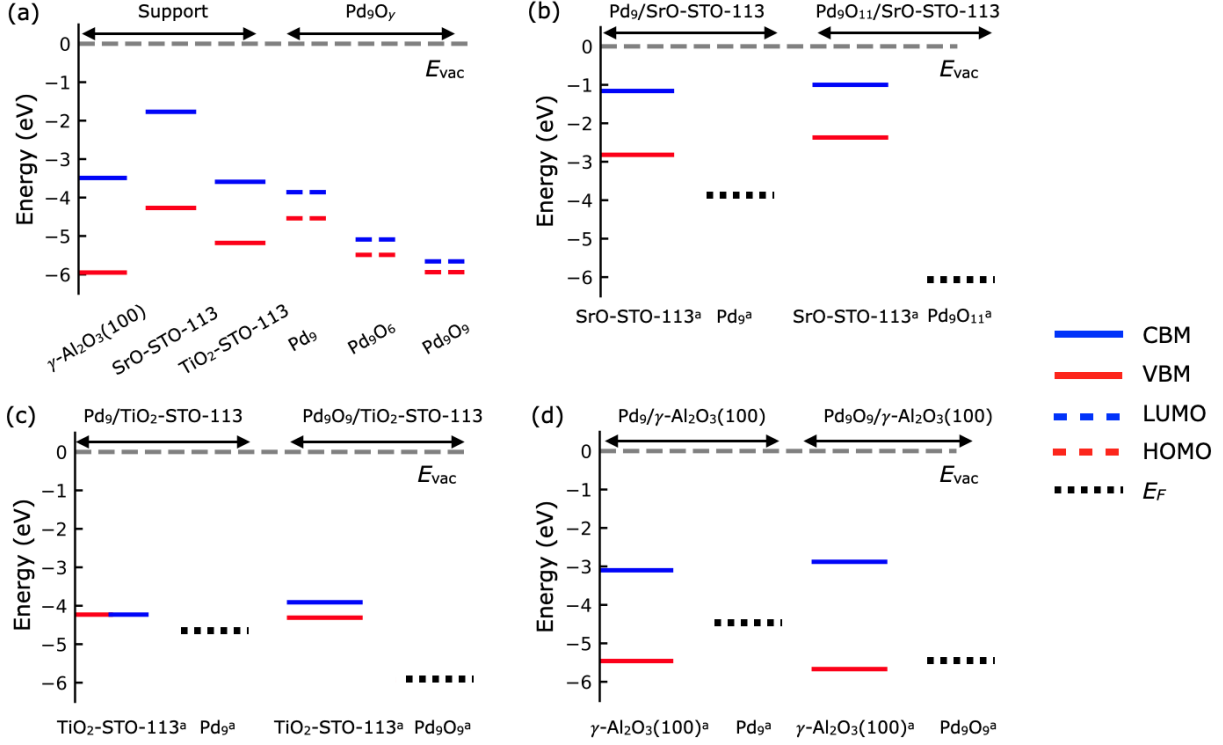 (a)
Support
Pd₉Oy
Energy (eV)
0
−1
−2
−3
−4
−5
−6
Evac
γ-Al₂O₃(100)
SrO-STO-113
TiO₂-STO-113
Pd₉
Pd₉O₆
Pd₉O₉
(b)
Pd₉/SrO-STO-113
Pd₉O₁₁/SrO-STO-113
Energy (eV)
0
−1
−2
−3
−4
−5
−6
Evac
SrO-STO-113ᵃ
Pd₉ᵃ
SrO-STO-113ᵃ
Pd₉O₁₁ᵃ
(c)
Pd₉/TiO₂-STO-113
Pd₉O₉/TiO₂-STO-113
Energy (eV)
0
−1
−2
−3
−4
−5
−6
Evac
TiO₂-STO-113ᵃ
Pd₉ᵃ
TiO₂-STO-113ᵃ
Pd₉O₉ᵃ
(d)
Pd₉/γ-Al₂O₃(100)
Pd₉O₉/γ-Al₂O₃(100)
Energy (eV)
0
−1
−2
−3
−4
−5
−6
Evac
γ-Al₂O₃(100)ᵃ
Pd₉ᵃ
γ-Al₂O₃(100)ᵃ
Pd₉O₉ᵃ
CBM
VBM
LUMO
HOMO
EF